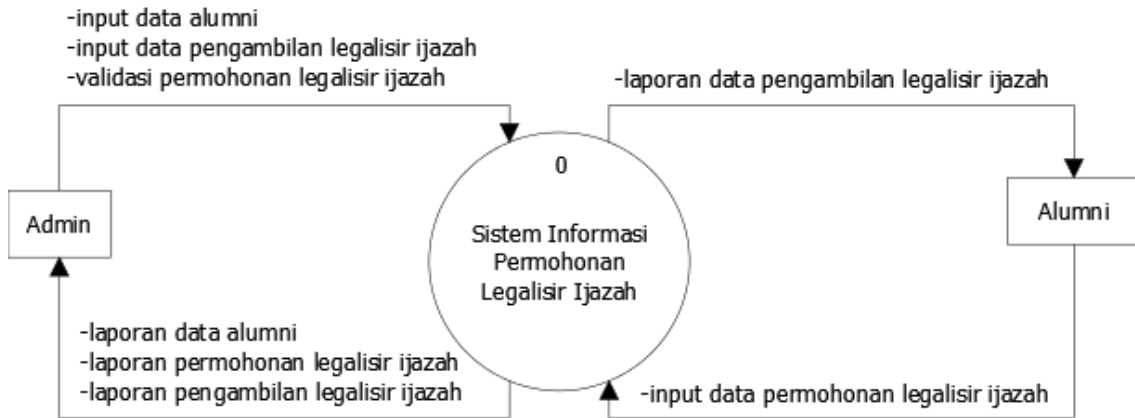 -input data alumni
-input data pengambilan legalisir ijazah
-validasi permohonan legalisir ijazah
-laporan data pengambilan legalisir ijazah
0
Sistem Informasi
Permohonan
Legalisir Ijazah
Admin
Alumni
-laporan data alumni
-laporan permohonan legalisir ijazah
-laporan pengambilan legalisir ijazah
-input data permohonan legalisir ijazah